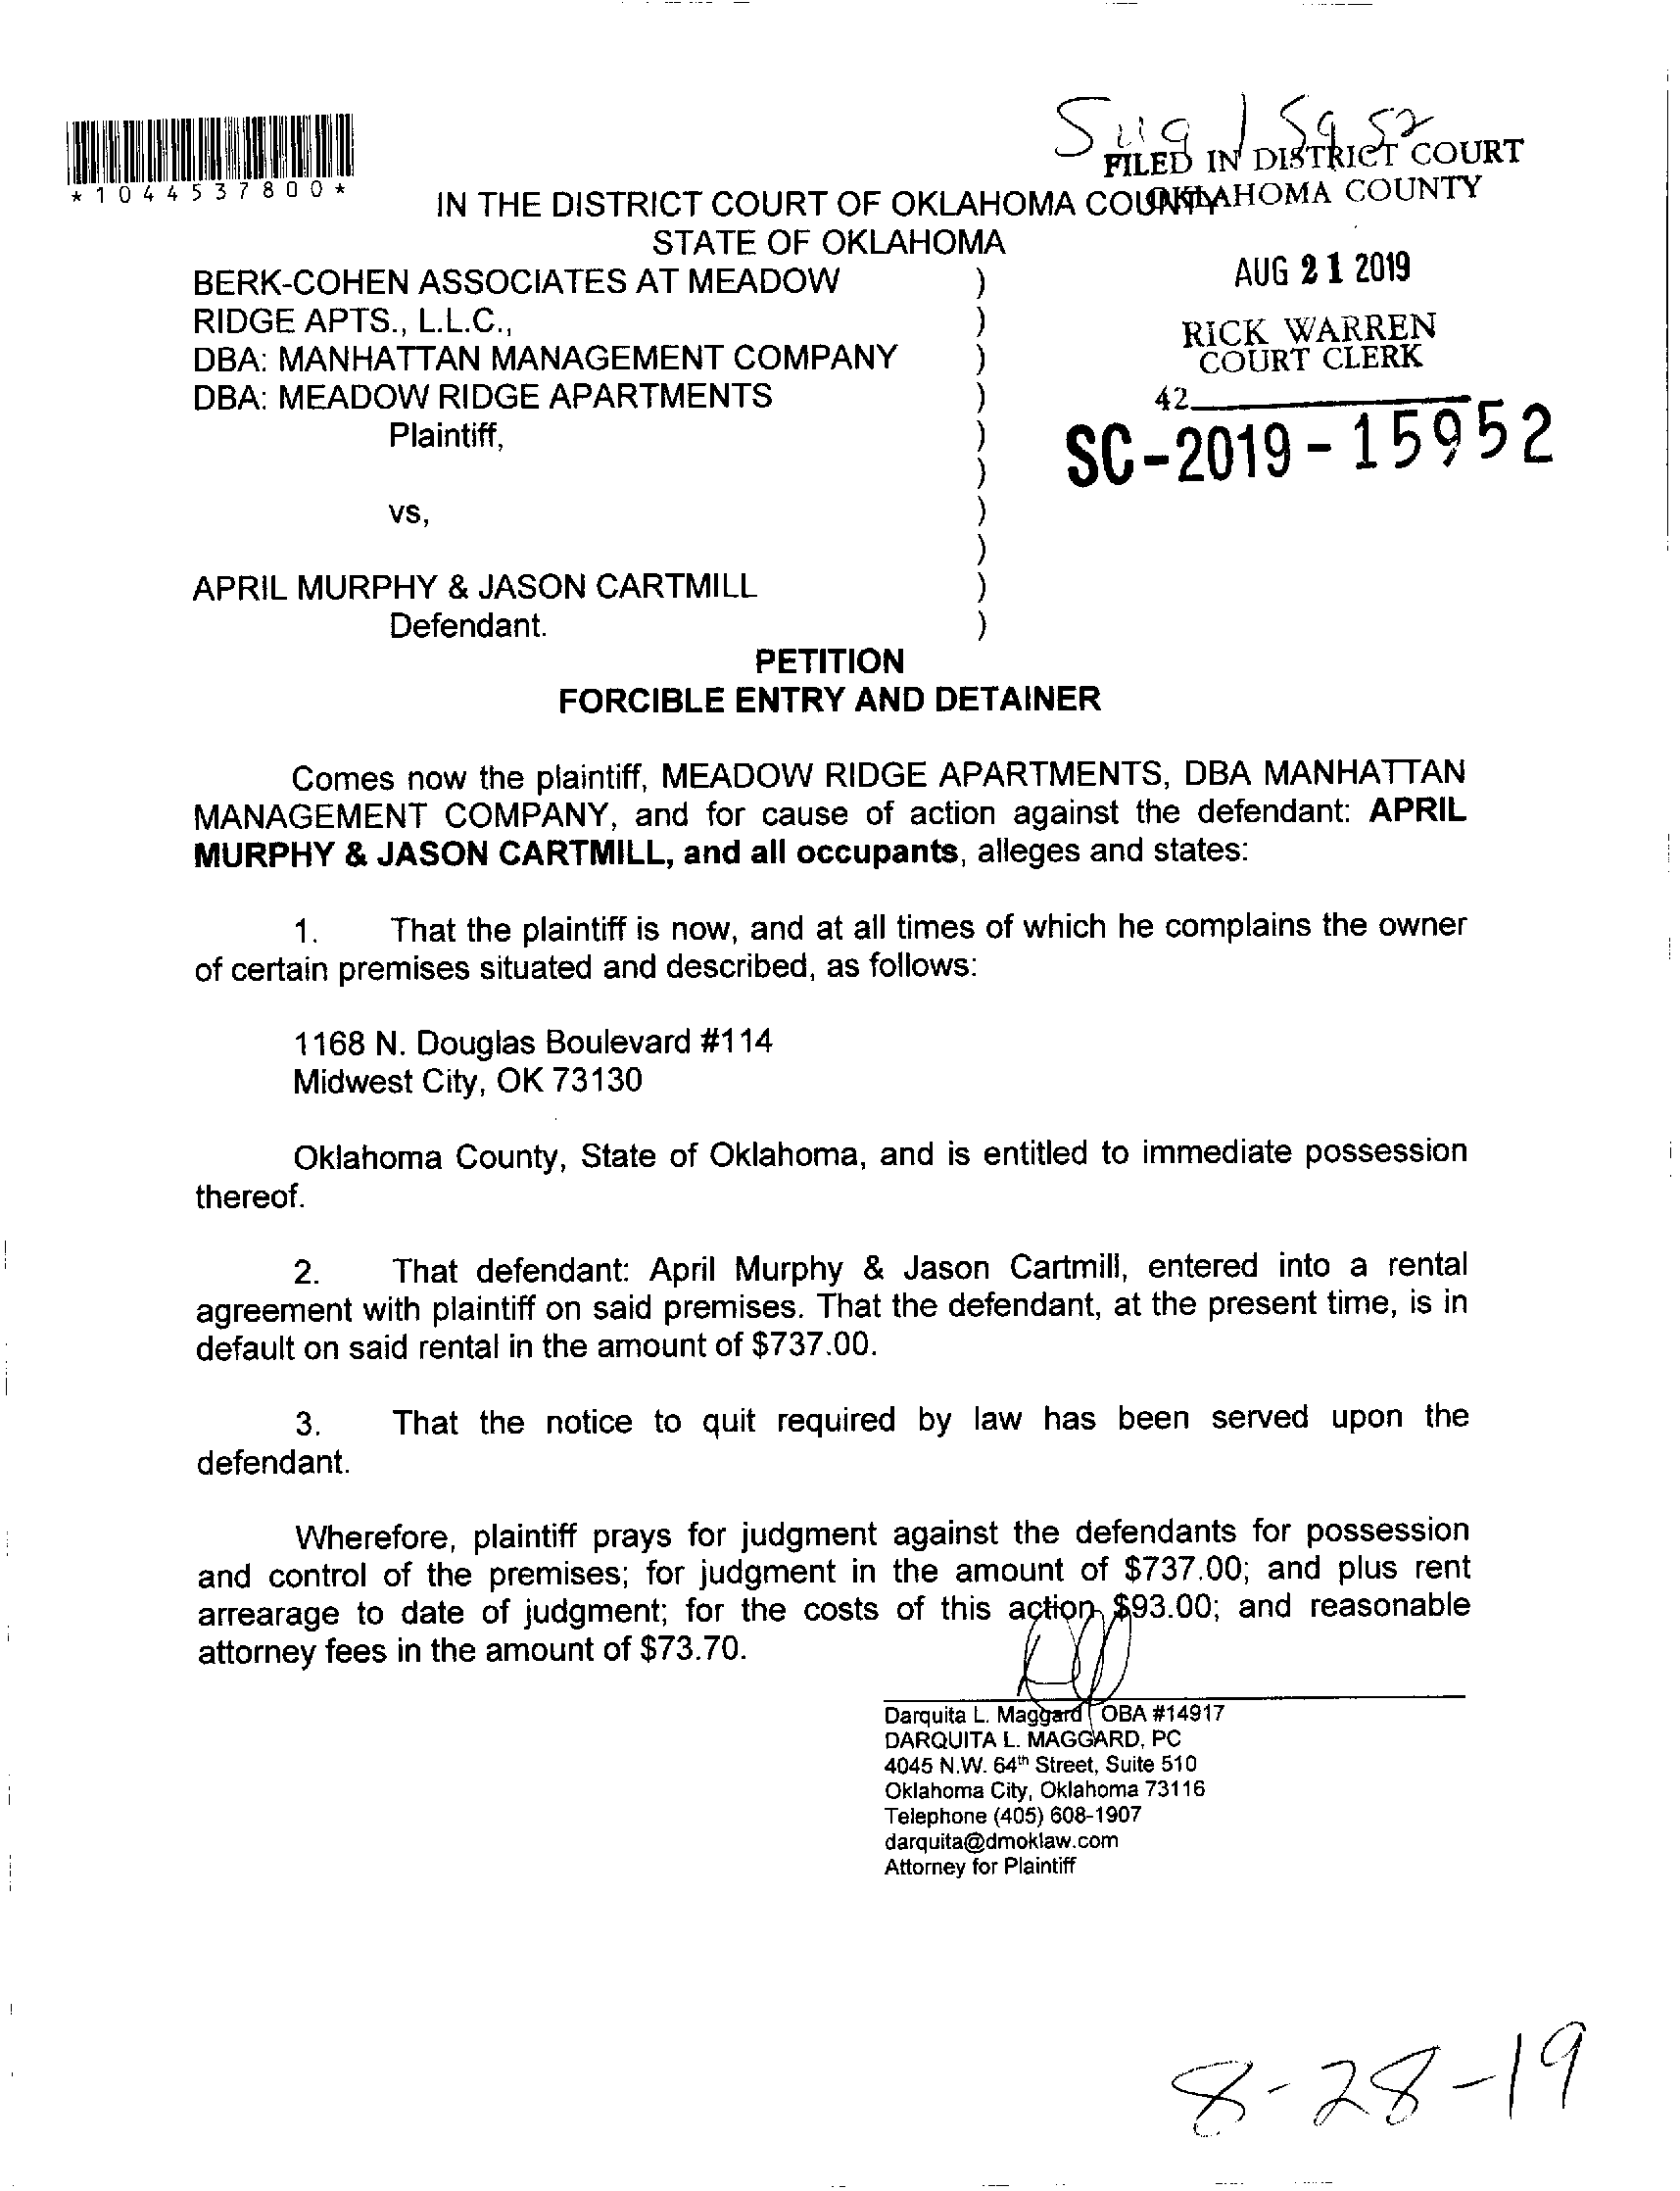 *1044537800*
FILED IN DISTRICT COURT
OKLAHOMA COUNTY
IN THE DISTRICT COURT OF OKLAHOMA COUNTY
STATE OF OKLAHOMA
AUG 21 2019
RICK WARREN
COURT CLERK
42
SC-2019-15952
BERK-COHEN ASSOCIATES AT MEADOW )
RIDGE APTS., L.L.C., )
DBA: MANHATTAN MANAGEMENT COMPANY )
DBA: MEADOW RIDGE APARTMENTS )
Plaintiff, )
)
vs, )
)
APRIL MURPHY & JASON CARTMILL )
Defendant. )
PETITION
FORCIBLE ENTRY AND DETAINER
Comes now the plaintiff, MEADOW RIDGE APARTMENTS, DBA MANHATTAN
MANAGEMENT COMPANY, and for cause of action against the defendant: APRIL
MURPHY & JASON CARTMILL, and all occupants, alleges and states:
1. That the plaintiff is now, and at all times of which he complains the owner
of certain premises situated and described, as follows:
1168 N. Douglas Boulevard #114
Midwest City, OK 73130
Oklahoma County, State of Oklahoma, and is entitled to immediate possession
thereof.
2. That defendant: April Murphy & Jason Cartmill, entered into a rental
agreement with plaintiff on said premises. That the defendant, at the present time, is in
default on said rental in the amount of $737.00.
3. That the notice to quit required by law has been served upon the
defendant.
Wherefore, plaintiff prays for judgment against the defendants for possession
and control of the premises; for judgment in the amount of $737.00; and plus rent
arrearage to date of judgment; for the costs of this action $93.00; and reasonable
attorney fees in the amount of $73.70.
Darquita L. Maggard OBA #14917
DARQUITA L. MAGGARD, PC
4045 N.W. 64th Street, Suite 510
Oklahoma City, Oklahoma 73116
Telephone (405) 608-1907
darquita@dmoklaw.com
Attorney for Plaintiff
8-28-19